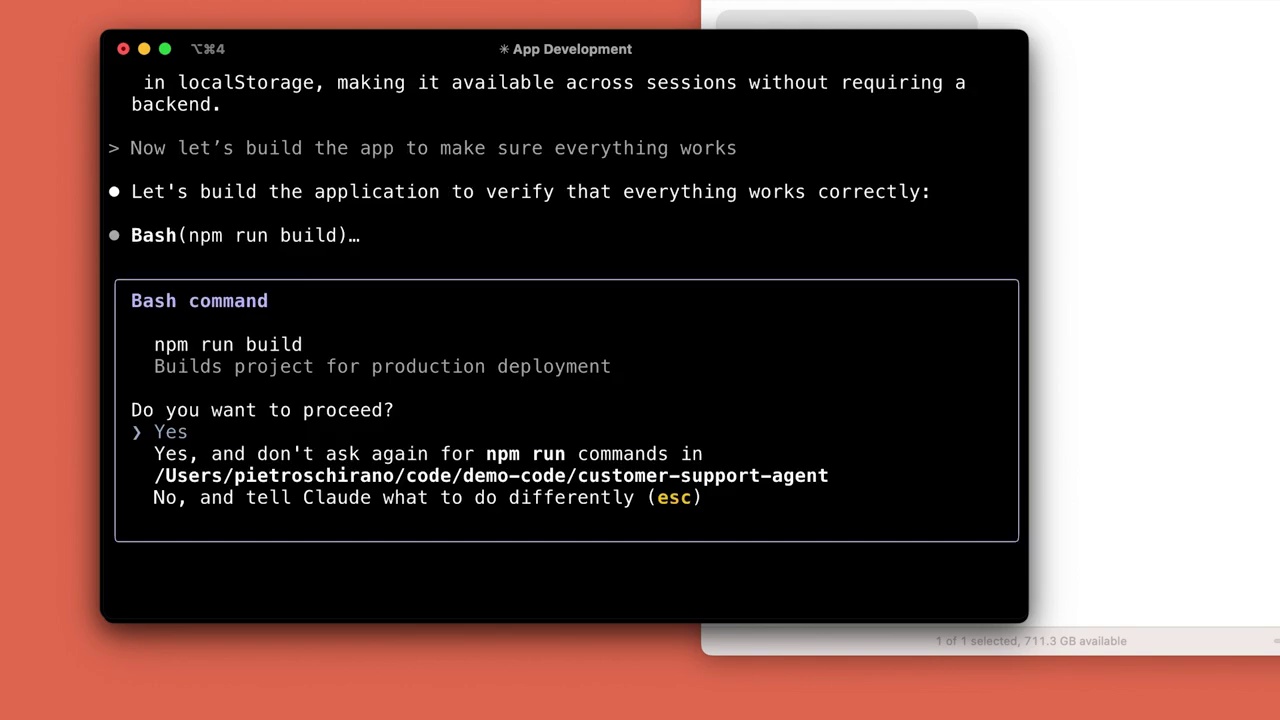 ⌥⌘4
✳ App Development
in localStorage, making it available across sessions without requiring a
backend.
> Now let’s build the app to make sure everything works
● Let's build the application to verify that everything works correctly:
● Bash(npm run build)…
Bash command
npm run build
Builds project for production deployment
Do you want to proceed?
❯ Yes
Yes, and don't ask again for npm run commands in
/Users/pietroschirano/code/demo-code/customer-support-agent
No, and tell Claude what to do differently (esc)
1 of 1 selected, 711.3 GB available